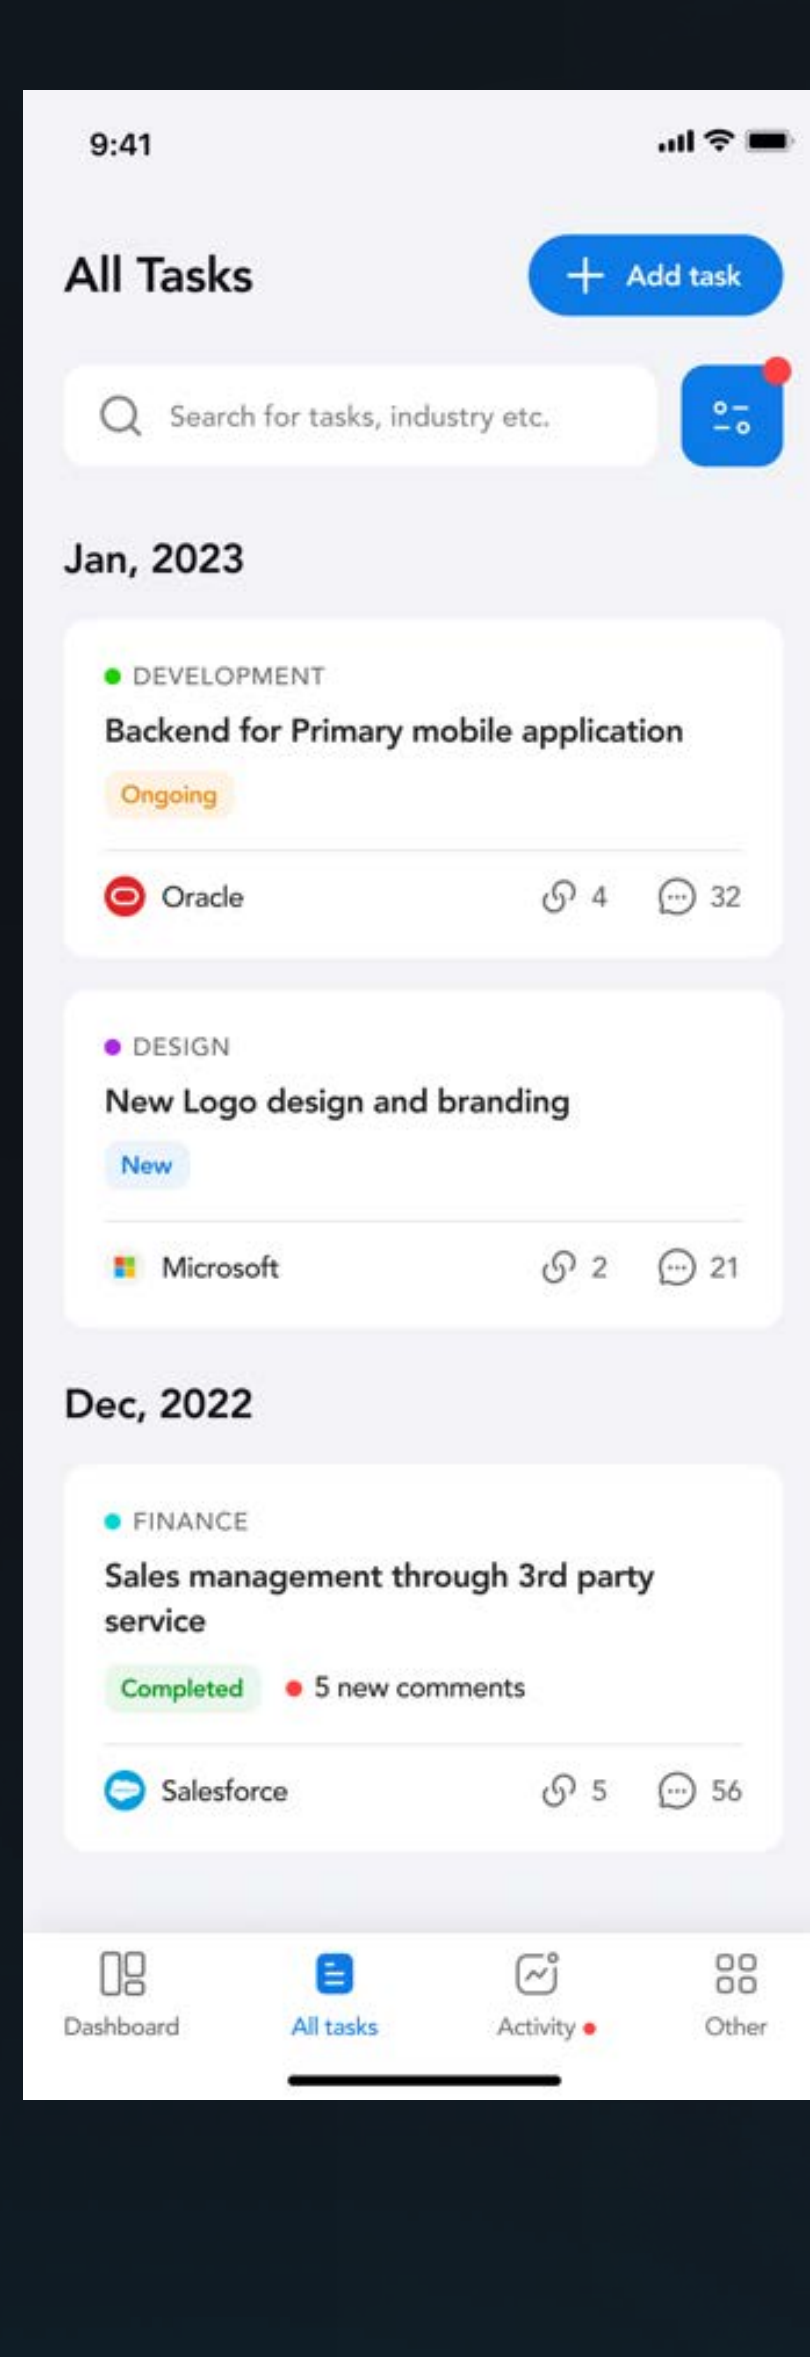 9:41
All Tasks
Add task
Search for tasks, industry etc.
Jan, 2023
DEVELOPMENT
Backend for Primary mobile application
Ongoing
Oracle 4 32
DESIGN
New Logo design and branding
New
Microsoft 2 21
Dec, 2022
FINANCE
Sales management through 3rd party
service
Completed 5 new comments
Salesforce 5 56
Dashboard All tasks Activity Other